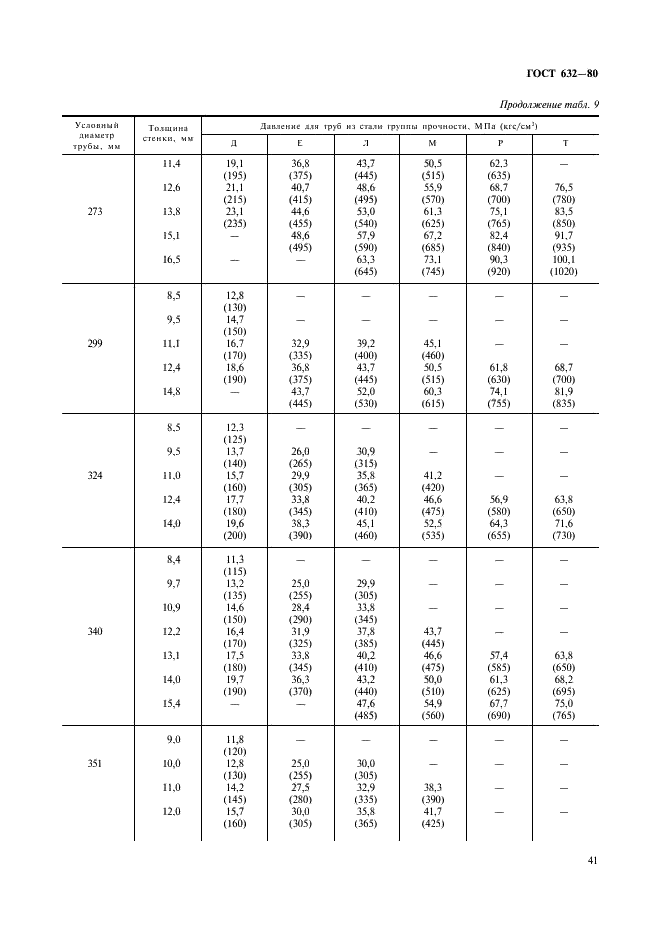 ГОСТ 632—80
Продолжение табл. 9
Условный диаметр трубы, мм | Толщина стенки, мм | Давление для труб из стали группы прочности, МПа (кгс/см²)
Д | Е | Л | М | Р | Т
11,4 | 19,1 | 36,8 | 43,7 | 50,5 | 62,3 | —
(195) | (375) | (445) | (515) | (635)
12,6 | 21,1 | 40,7 | 48,6 | 55,9 | 68,7 | 76,5
(215) | (415) | (495) | (570) | (700) | (780)
273 | 13,8 | 23,1 | 44,6 | 53,0 | 61,3 | 75,1 | 83,5
(235) | (455) | (540) | (625) | (765) | (850)
15,1 | — | 48,6 | 57,9 | 67,2 | 82,4 | 91,7
(495) | (590) | (685) | (840) | (935)
16,5 | — | — | 63,3 | 73,1 | 90,3 | 100,1
(645) | (745) | (920) | (1020)
8,5 | 12,8 | — | — | — | — | —
(130)
9,5 | 14,7 | — | — | — | — | —
(150)
299 | 11,1 | 16,7 | 32,9 | 39,2 | 45,1 | — | —
(170) | (335) | (400) | (460)
12,4 | 18,6 | 36,8 | 43,7 | 50,5 | 61,8 | 68,7
(190) | (375) | (445) | (515) | (630) | (700)
14,8 | — | 43,7 | 52,0 | 60,3 | 74,1 | 81,9
(445) | (530) | (615) | (755) | (835)
8,5 | 12,3 | — | — | — | — | —
(125)
9,5 | 13,7 | 26,0 | 30,9 | — | — | —
(140) | (265) | (315)
324 | 11,0 | 15,7 | 29,9 | 35,8 | 41,2 | — | —
(160) | (305) | (365) | (420)
12,4 | 17,7 | 33,8 | 40,2 | 46,6 | 56,9 | 63,8
(180) | (345) | (410) | (475) | (580) | (650)
14,0 | 19,6 | 38,3 | 45,1 | 52,5 | 64,3 | 71,6
(200) | (390) | (460) | (535) | (655) | (730)
8,4 | 11,3 | — | — | — | — | —
(115)
9,7 | 13,2 | 25,0 | 29,9 | — | — | —
(135) | (255) | (305)
10,9 | 14,6 | 28,4 | 33,8 | — | — | —
(150) | (290) | (345)
340 | 12,2 | 16,4 | 31,9 | 37,8 | 43,7 | — | —
(170) | (325) | (385) | (445)
13,1 | 17,5 | 33,8 | 40,2 | 46,6 | 57,4 | 63,8
(180) | (345) | (410) | (475) | (585) | (650)
14,0 | 19,7 | 36,3 | 43,2 | 50,0 | 61,3 | 68,2
(190) | (370) | (440) | (510) | (625) | (695)
15,4 | — | — | 47,6 | 54,9 | 67,7 | 75,0
(485) | (560) | (690) | (765)
9,0 | 11,8 | — | — | — | — | —
(120)
351 | 10,0 | 12,8 | 25,0 | 30,0 | — | — | —
(130) | (255) | (305)
11,0 | 14,2 | 27,5 | 32,9 | 38,3 | — | —
(145) | (280) | (335) | (390)
12,0 | 15,7 | 30,0 | 35,8 | 41,7 | — | —
(160) | (305) | (365) | (425)
41